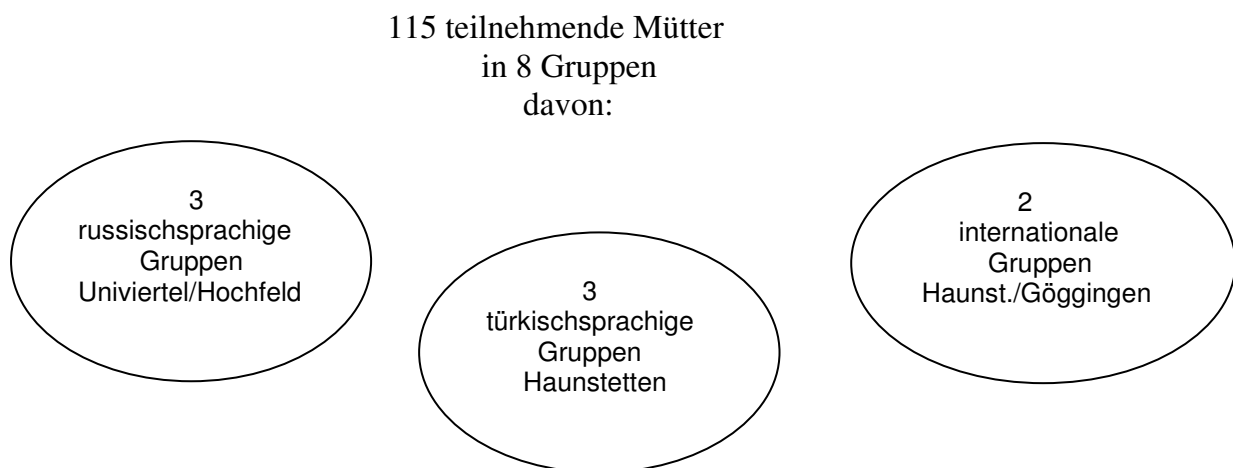 115 teilnehmende Mütter
in 8 Gruppen
davon:
3
russischsprachige
Gruppen
Univiertel/Hochfeld
3
türkischsprachige
Gruppen
Haunstetten
2
internationale
Gruppen
Haunst./Göggingen